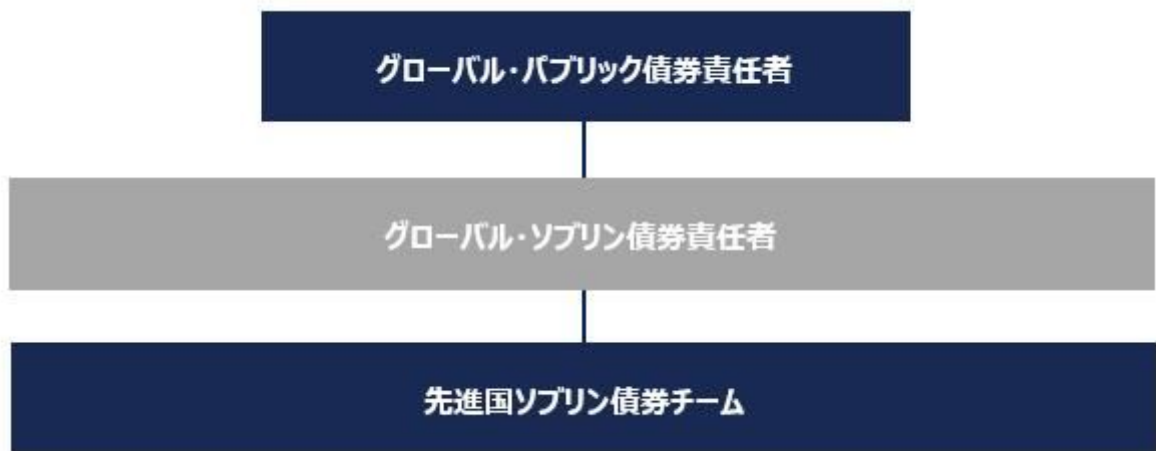 グローバル・パブリック債券責任者
グローバル・ソブリン債券責任者
先進国ソブリン債券チーム